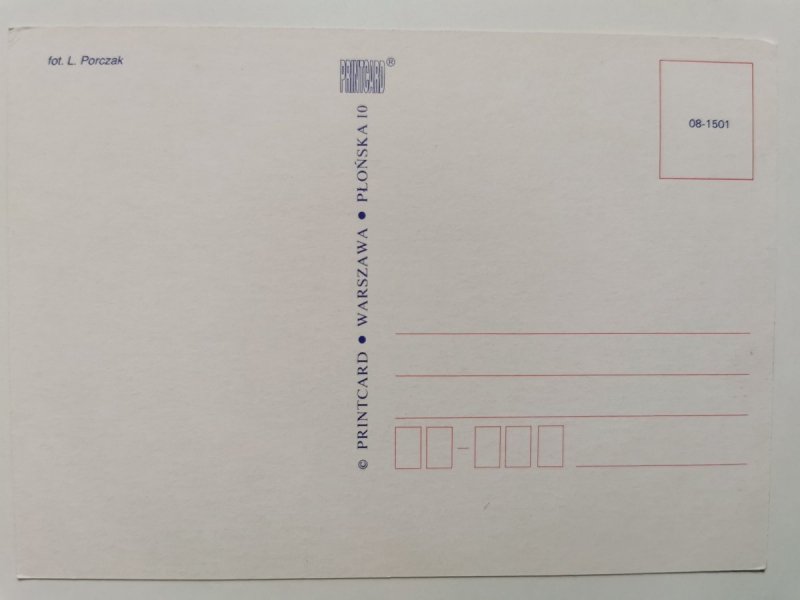 fot. L. Porczak
PRINTCARD®
© PRINTCARD ● WARSZAWA ● PŁOŃSKA 10
08-1501